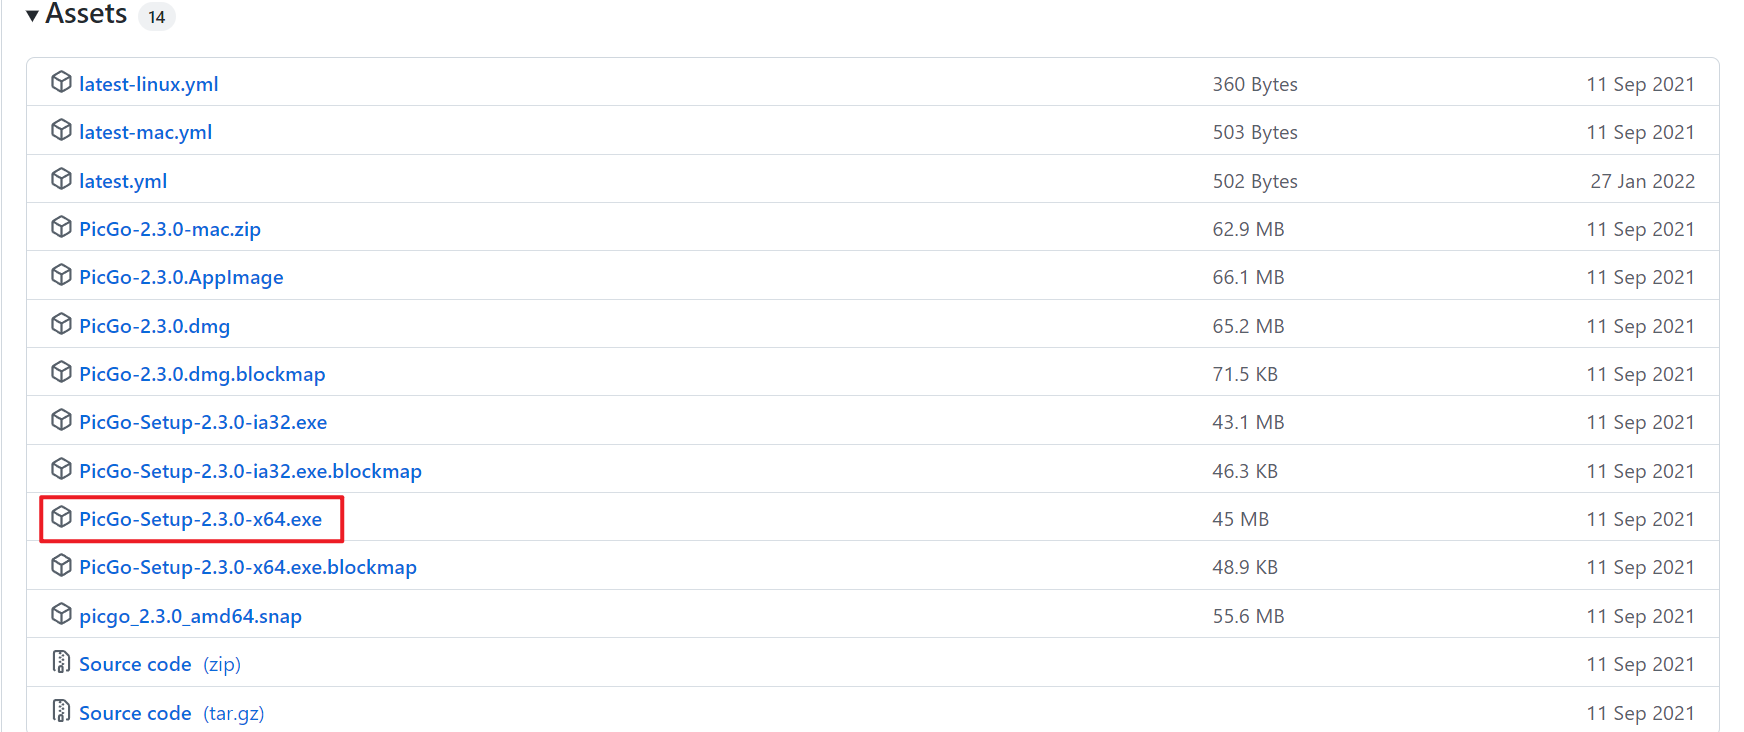 Assets 14
latest-linux.yml 360 Bytes 11 Sep 2021
latest-mac.yml 503 Bytes 11 Sep 2021
latest.yml 502 Bytes 27 Jan 2022
PicGo-2.3.0-mac.zip 62.9 MB 11 Sep 2021
PicGo-2.3.0.AppImage 66.1 MB 11 Sep 2021
PicGo-2.3.0.dmg 65.2 MB 11 Sep 2021
PicGo-2.3.0.dmg.blockmap 71.5 KB 11 Sep 2021
PicGo-Setup-2.3.0-ia32.exe 43.1 MB 11 Sep 2021
PicGo-Setup-2.3.0-ia32.exe.blockmap 46.3 KB 11 Sep 2021
PicGo-Setup-2.3.0-x64.exe 45 MB 11 Sep 2021
PicGo-Setup-2.3.0-x64.exe.blockmap 48.9 KB 11 Sep 2021
picgo_2.3.0_amd64.snap 55.6 MB 11 Sep 2021
Source code (zip) 11 Sep 2021
Source code (tar.gz) 11 Sep 2021